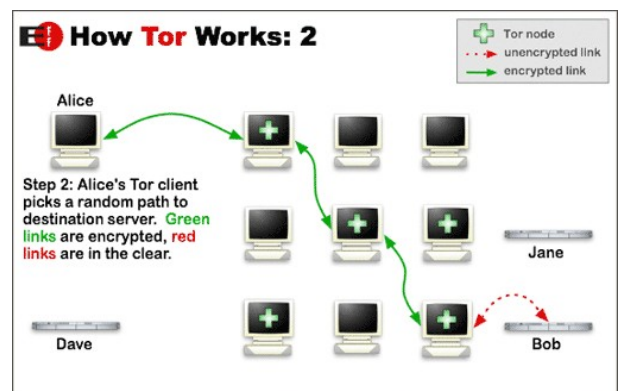 EFF How Tor Works: 2
Tor node
unencrypted link
encrypted link
Alice
Step 2: Alice's Tor client
picks a random path to
destination server. Green
links are encrypted, red
links are in the clear.
Jane
Dave
Bob